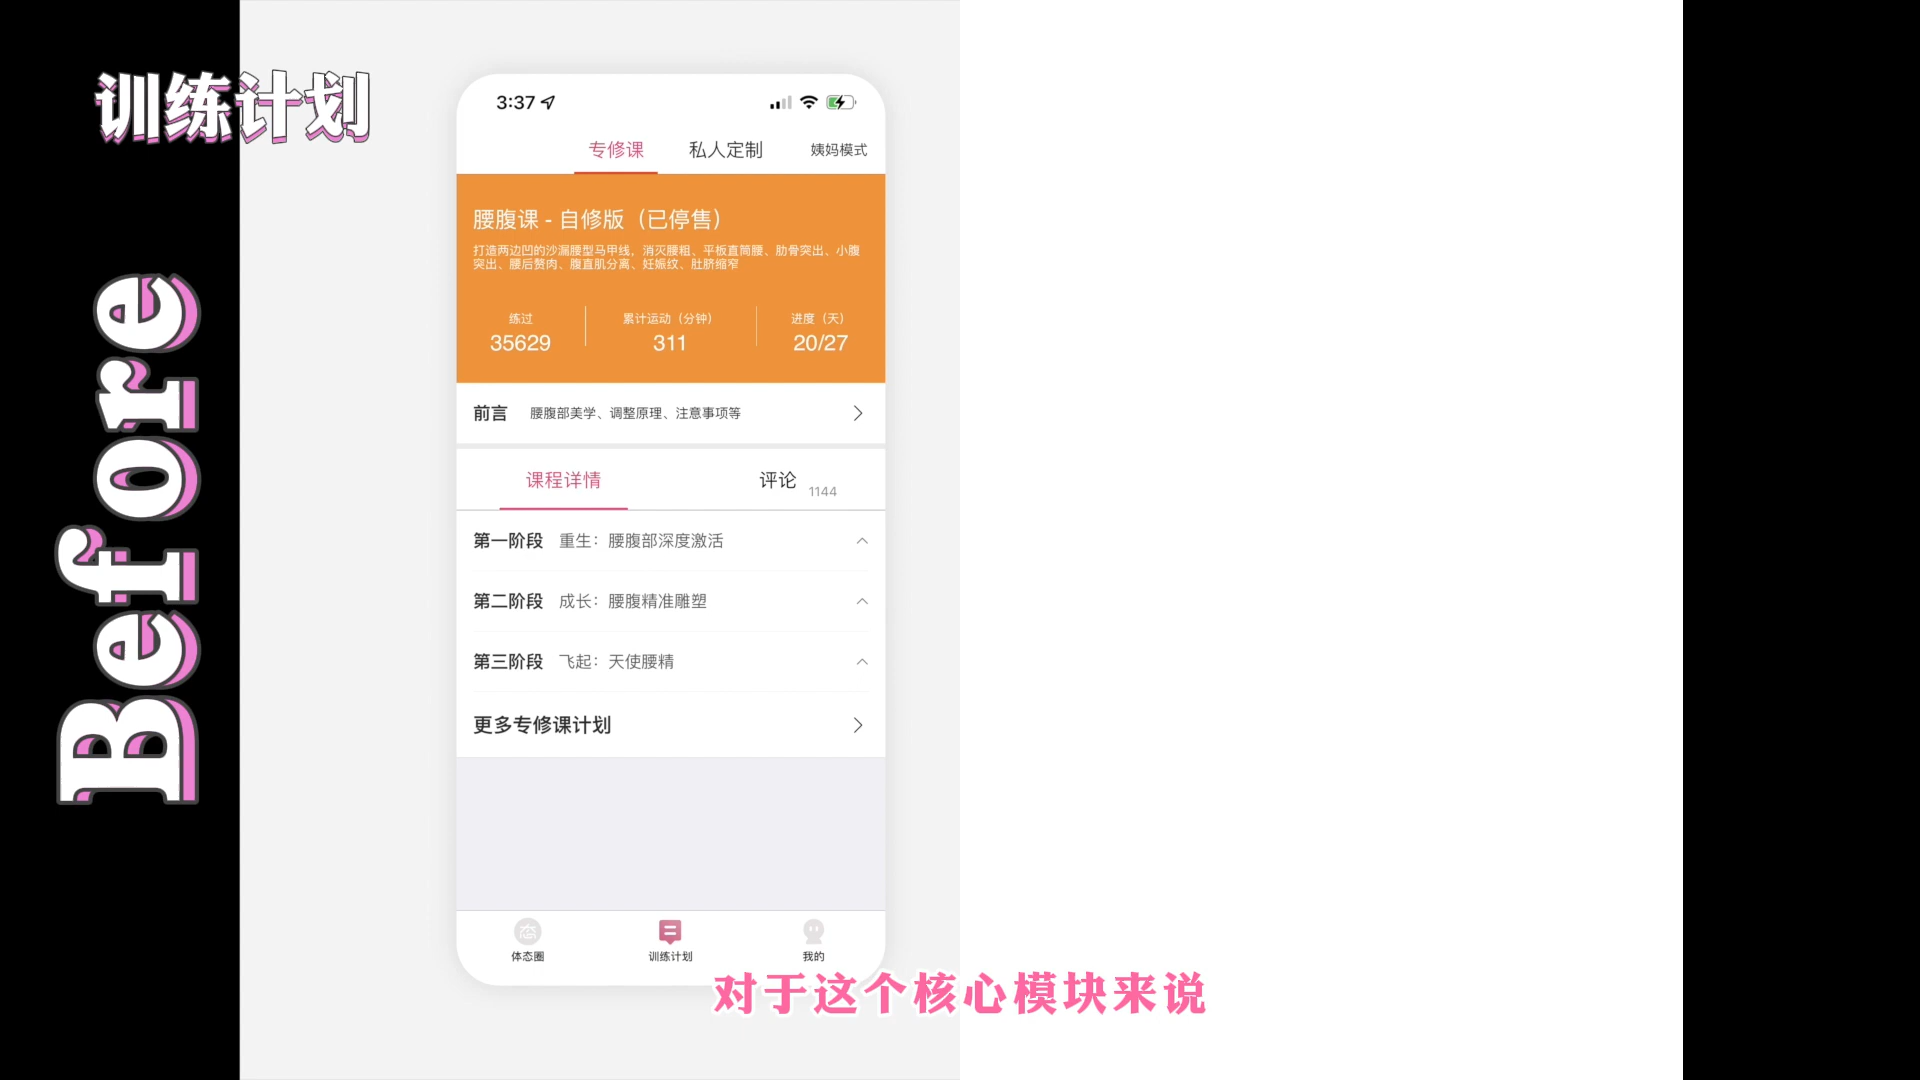 训练计划
Before
3:37
专修课
私人定制
姨妈模式
腰腹课 - 自修版（已停售）
打造两边凹的沙漏腰型马甲线，消灭腰粗、平板直筒腰、肋骨突出、小腹
突出、腰后赘肉、腹直肌分离、妊娠纹、肚脐缩窄
练过
35629
累计运动（分钟）
311
进度（天）
20/27
前言
腰腹部美学、调整原理、注意事项等
课程详情
评论 1144
第一阶段 重生：腰腹部深度激活
第二阶段 成长：腰腹精准雕塑
第三阶段 飞起：天使腰精
更多专修课计划
态
体态圈
训练计划
我的
对于这个核心模块来说